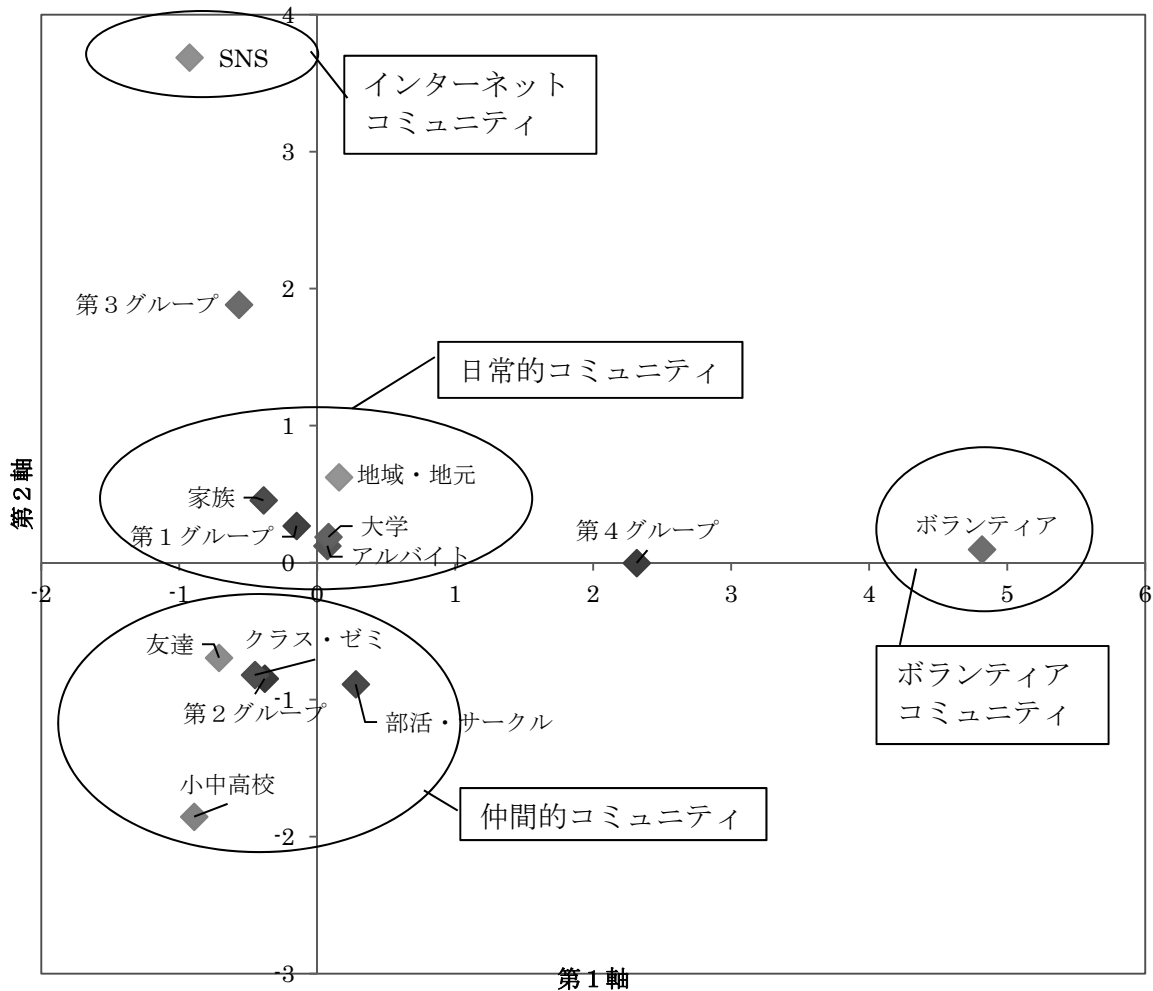 4
SNS
インターネット
コミュニティ
3
第３グループ
2
日常的コミュニティ
1
地域・地元
家族
第１グループ
大学
アルバイト
第４グループ
ボランティア
0
-2
-1
0
1
2
3
4
5
6
第２軸
友達
クラス・ゼミ
第２グループ
-1
部活・サークル
ボランティア
コミュニティ
小中高校
仲間的コミュニティ
-2
-3
第１軸